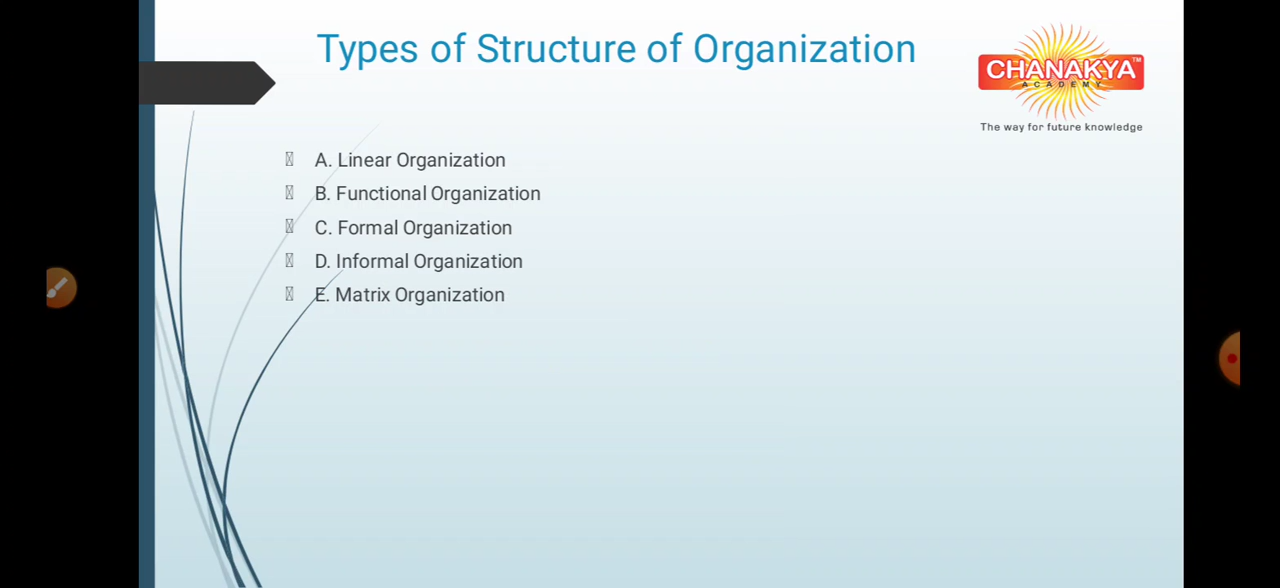 Types of Structure of Organization
CHANAKYA™
ACADEMY
The way for future knowledge
A. Linear Organization
B. Functional Organization
C. Formal Organization
D. Informal Organization
E. Matrix Organization